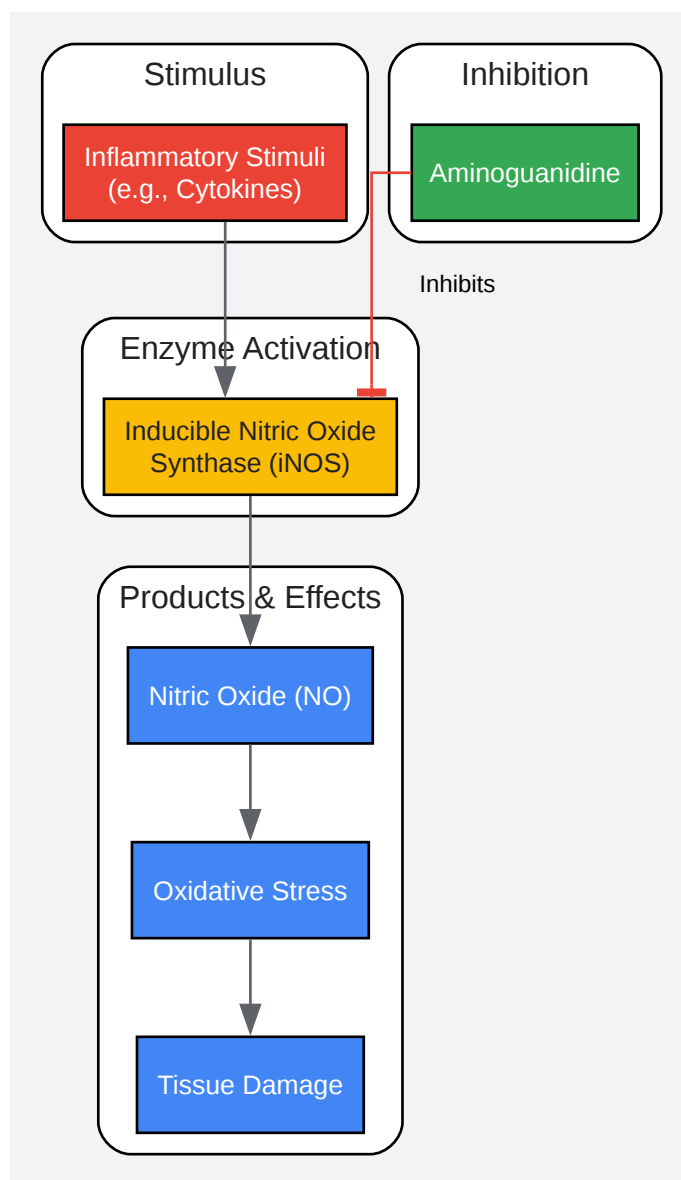 Stimulus
Inflammatory Stimuli
(e.g., Cytokines)
Inhibition
Aminoguanidine
Inhibits
Enzyme Activation
Inducible Nitric Oxide
Synthase (iNOS)
Products & Effects
Nitric Oxide (NO)
Oxidative Stress
Tissue Damage